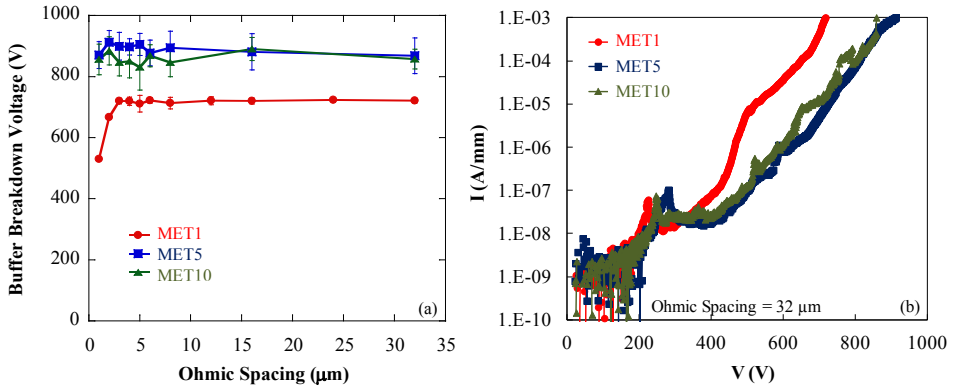 1000
800
600
400
200
0
Buffer Breakdown Voltage (V)
MET1
MET5
MET10
(a)
0 5 10 15 20 25 30 35
Ohmic Spacing (μm)
1.E-03
1.E-04
1.E-05
1.E-06
1.E-07
1.E-08
1.E-09
1.E-10
I (A/mm)
MET1
MET5
MET10
Ohmic Spacing = 32 μm
(b)
0 200 400 600 800 1000
V (V)